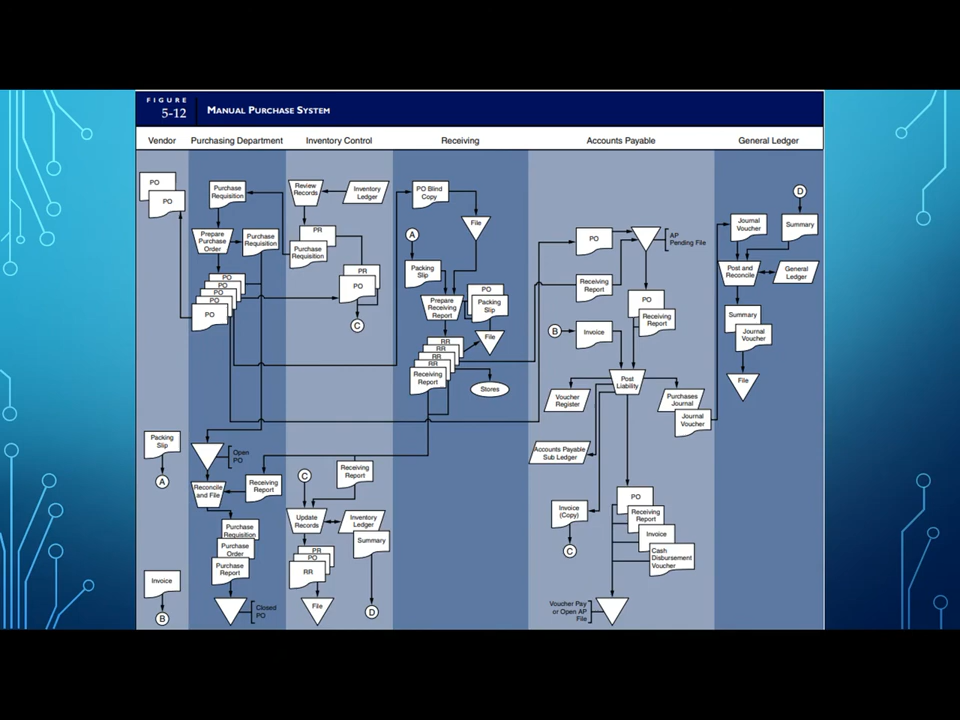 FIGURE
5-12
MANUAL PURCHASE SYSTEM
Vendor
Purchasing Department
Inventory Control
Receiving
Accounts Payable
General Ledger
PO
PO
Packing
Slip
A
Invoice
B
Purchase
Requisition
Prepare
Purchase
Order
Purchase
Requisition
PO
PO
PO
PO
PO
Open
PO
Reconcile
and File
Receiving
Report
Purchase
Requisition
Purchase
Order
Purchase
Report
Closed
PO
Review
Records
Inventory
Ledger
PR
Purchase
Requisition
PR
PO
C
C
Receiving
Report
Update
Records
Inventory
Ledger
Summary
PR
PO
RR
File
D
PO Blind
Copy
File
A
Packing
Slip
Prepare
Receiving
Report
PO
Packing
Slip
File
RR
RR
RR
RR
Receiving
Report
Stores
PO
AP
Pending File
Receiving
Report
PO
Receiving
Report
B
Invoice
Post
Liability
Voucher
Register
Purchases
Journal
Journal
Voucher
Accounts Payable
Sub Ledger
Invoice
(Copy)
C
PO
Receiving
Report
Invoice
Cash
Disbursement
Voucher
Voucher Pay
or Open AP
File
D
Journal
Voucher
Summary
Post and
Reconcile
General
Ledger
Summary
Journal
Voucher
File